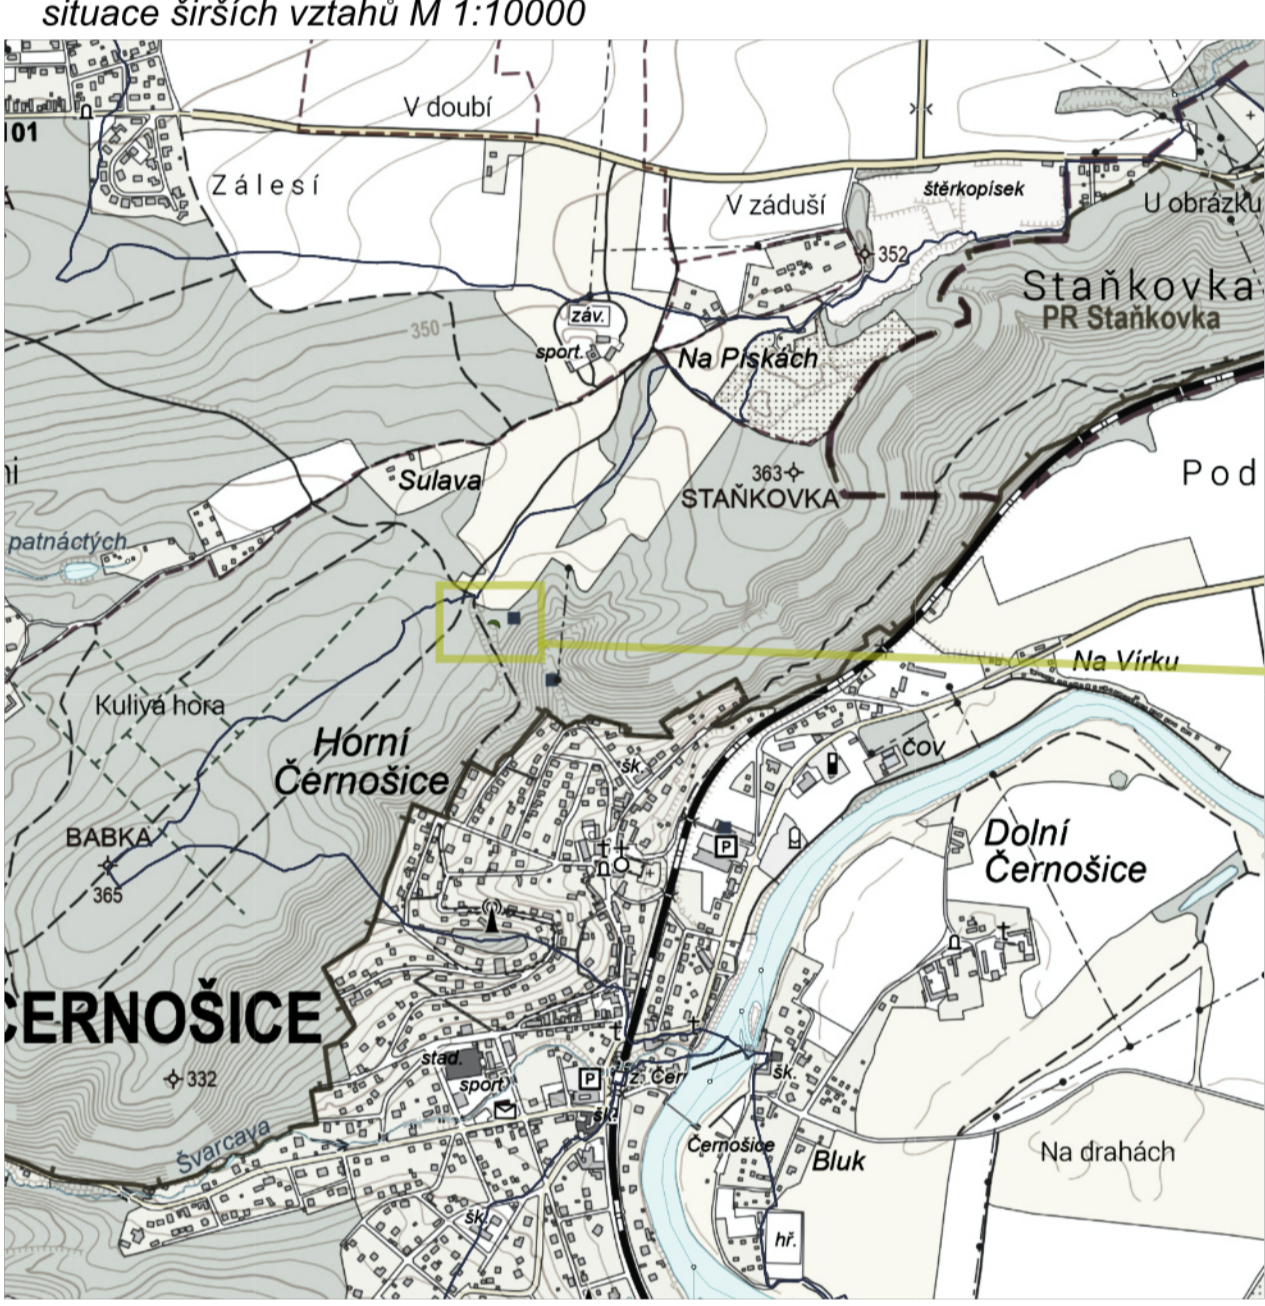 situace širších vztahů M 1:10000
V doubí
101
Zálesí
štěrkopísek
V záduší
U obrázku
352
Staňkovka
PR Staňkovka
záv.
350
sport.
Na Pískách
ni
Sulava
363
STAŇKOVKA
Pod
patnáctých
Na Vírku
Kulivá hora
Horní
Černošice
šk.
ČOV
BABKA
365
P
Dolní
Černošice
ČERNOŠICE
stad.
sport
332
P
z. Čer
šk.
šk.
Švarcava
Černošice
Bluk
Na drahách
šk.
hř.